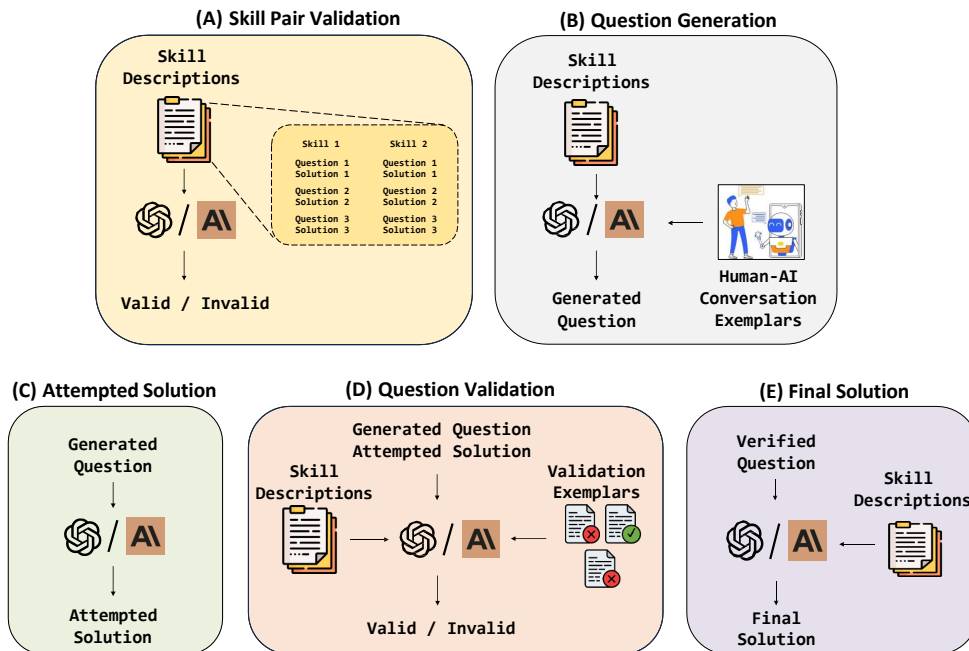 (A) Skill Pair Validation
Skill
Descriptions
Skill 1 Skill 2
Question 1 Question 1
Solution 1 Solution 1
Question 2 Question 2
Solution 2 Solution 2
Question 3 Question 3
Solution 3 Solution 3
/ A\
Valid / Invalid
(B) Question Generation
Skill
Descriptions
/ A\
Generated
Question
Human-AI
Conversation
Exemplars
(C) Attempted Solution
Generated
Question
/ A\
Attempted
Solution
(D) Question Validation
Generated Question
Attempted Solution
Skill
Descriptions
Validation
Exemplars
/ A\
Valid / Invalid
(E) Final Solution
Verified
Question
Skill
Descriptions
/ A\
Final
Solution